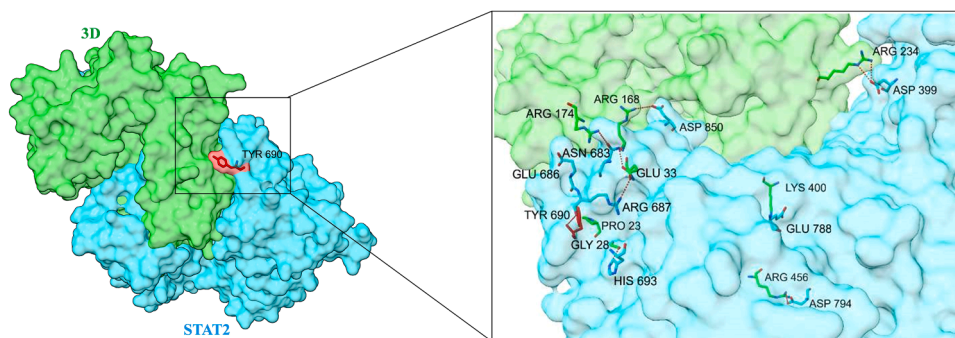 3D
TYR 690
STAT2
ARG 234
ASP 399
ARG 168
ARG 174
ASP 850
ASN 683
GLU 686
GLU 33
LYS 400
ARG 687
TYR 690
PRO 23
GLU 788
GLY 28
HIS 693
ARG 456
ASP 794